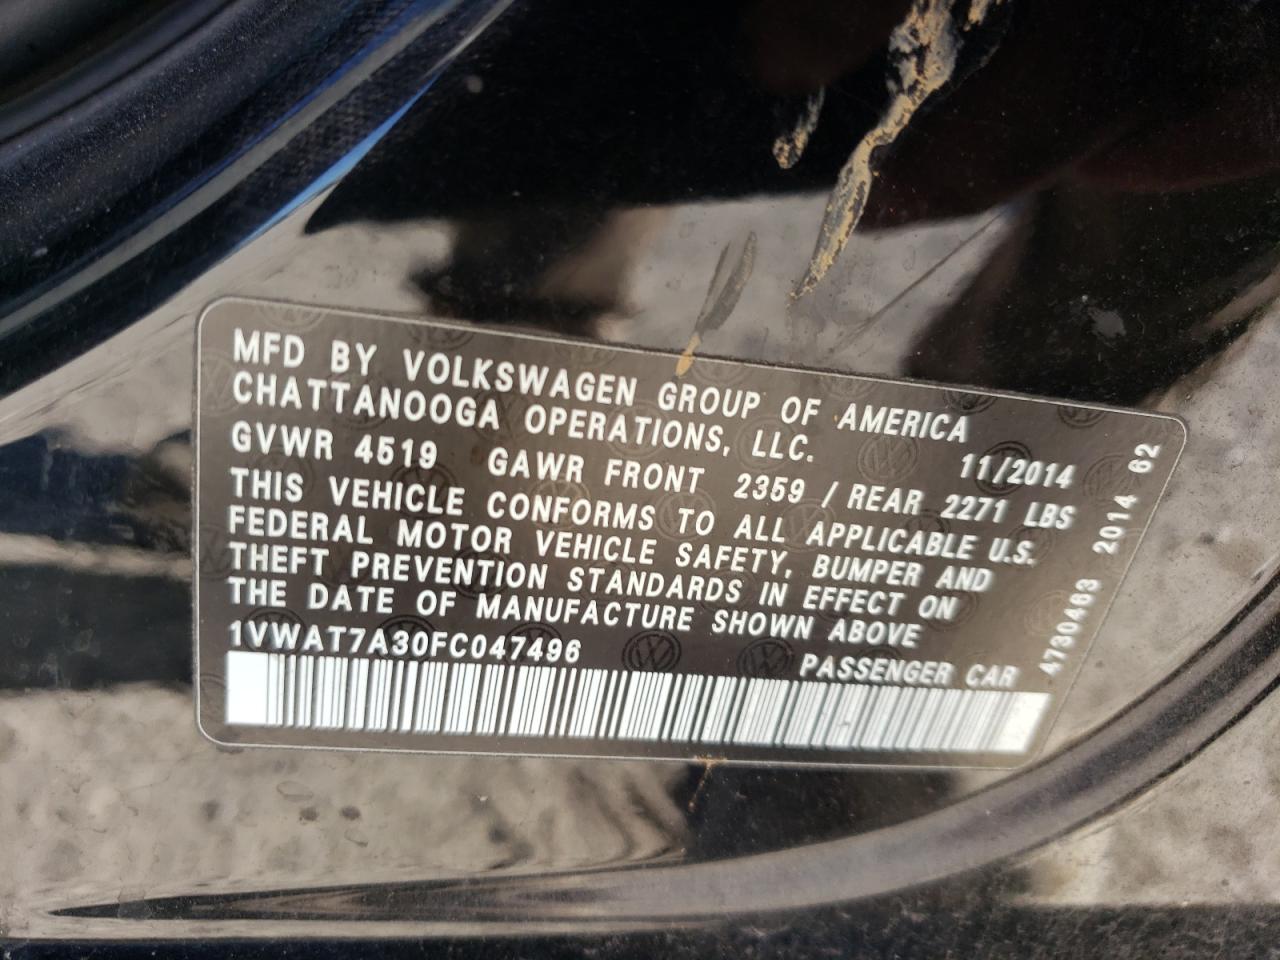 MFD BY VOLKSWAGEN GROUP OF AMERICA
CHATTANOOGA OPERATIONS, LLC. 11/2014
GVWR 4519 GAWR FRONT 2359 / REAR 2271 LBS
THIS VEHICLE CONFORMS TO ALL APPLICABLE U.S.
FEDERAL MOTOR VEHICLE SAFETY, BUMPER AND
THEFT PREVENTION STANDARDS IN EFFECT ON
THE DATE OF MANUFACTURE SHOWN ABOVE
1VWAT7A30FC047496 PASSENGER CAR
4730463 2014 62